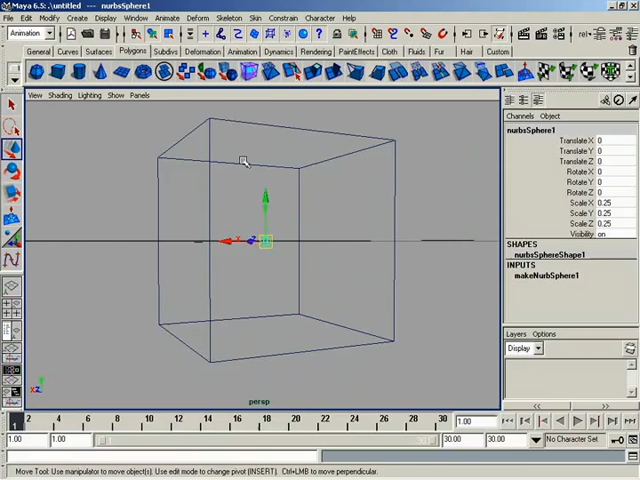 Maya 6.5: .\untitled : nurbsSphere1
File Edit Modify Create Display Window Animate Deform Skeleton Skin Constrain Character Help
Animation rel
General Curves Surfaces Polygons Subdivs Deformation Animation Dynamics Rendering PaintEffects Cloth Fluids Fur Hair Custom
View Shading Lighting Show Panels
Channels Object
nurbsSphere1
Translate X 0
Translate Y 0
Translate Z 0
Rotate X 0
Rotate Y 0
Rotate Z 0
Scale X 0.25
Scale Y 0.25
Scale Z 0.25
Visibility on
SHAPES
nurbsSphereShape1
INPUTS
makeNurbSphere1
Layers Options
Display
persp
2 4 6 8 10 12 14 16 18 20 22 24 26 28 30 1.00
1.00 1.00 30.00 30.00 No Character Set
Move Tool: Use manipulator to move object(s). Use edit mode to change pivot (INSERT). Ctrl+LMB to move perpendicular.